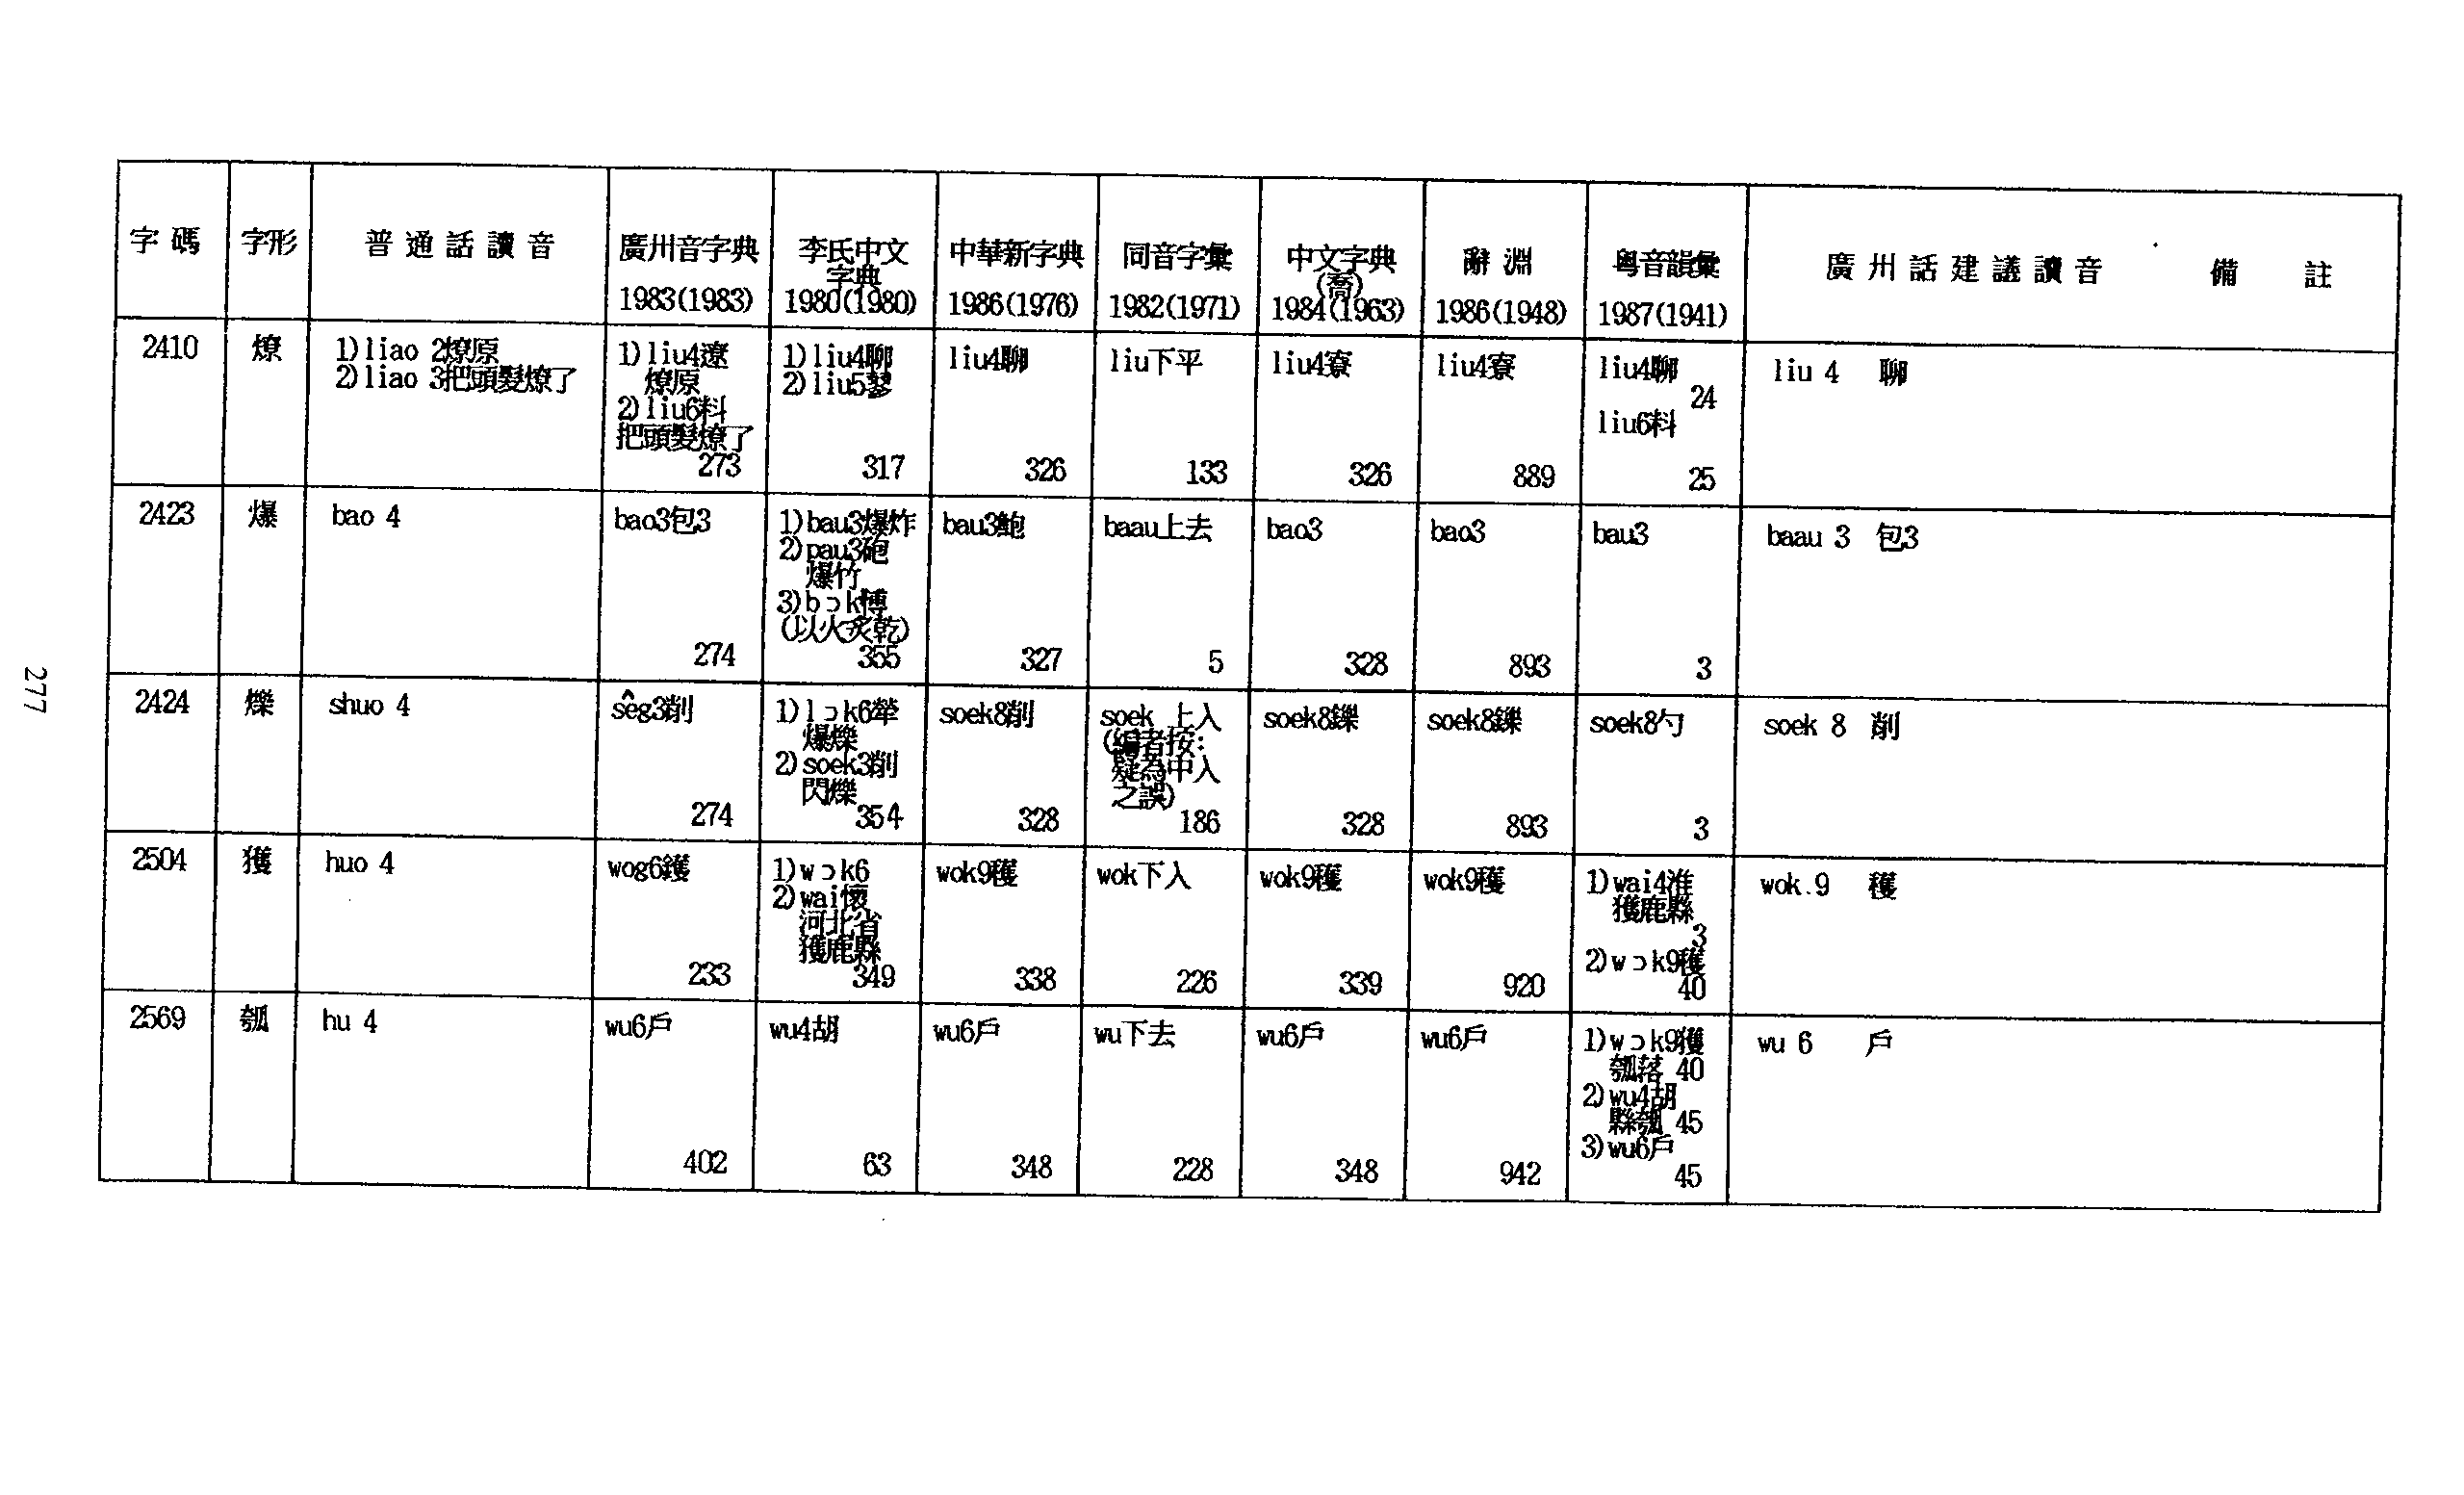 字碼 字形 普通話讀音 廣州音字典 1983(1983) 李氏中文字典 1980(1980) 中華新字典 1986(1976) 同音字彙 1982(1971) 中文字典(喬) 1984(1963) 辭淵 1986(1948) 粵音韻彙 1987(1941) 廣州話建議讀音 備註
2410
燎
1)liao 2燎原
2)liao 3把頭髮燎了
1)liu4遼
燎原
2)liu6料
把頭髮燎了
273
1)liu4聊
2)liu5蓼
317
liu4聊
326
liu下平
133
liu4寮
326
liu4寮
889
liu4聊
24
liu6料
25
liu 4 聊
2423
爆
bao 4
bao3包3
274
1)bau3爆炸
2)pau3砲
爆竹
3)bɔk博
(以火炙乾)
355
bau3鮑
327
baau上去
5
bao3
328
bao3
893
bau3
3
baau 3 包3
2424
爍
shuo 4
sêg3削
274
1)lɔk6犖
爆爍
2)soek3削
閃爍
354
soek8削
328
soek 上入
(編者按:
疑為中入
之誤)
186
soek8鑠
328
soek8鑠
893
soek8勺
3
soek 8 削
2504
獲
huo 4
wog6鑊
233
1)wɔk6
2)wai懷
河北省
獲鹿縣
349
wok9穫
338
wok下入
226
wok9穫
339
wok9穫
920
1)wai4淮
獲鹿縣
3
2)wɔk9穫
40
wok.9 穫
2569
瓠
hu 4
wu6戶
402
wu4胡
63
wu6戶
348
wu下去
228
wu6戶
348
wu6戶
942
1)wɔk9獲
瓠落 40
2)wu4胡
縣瓠 45
3)wu6戶
45
wu 6 戶
277